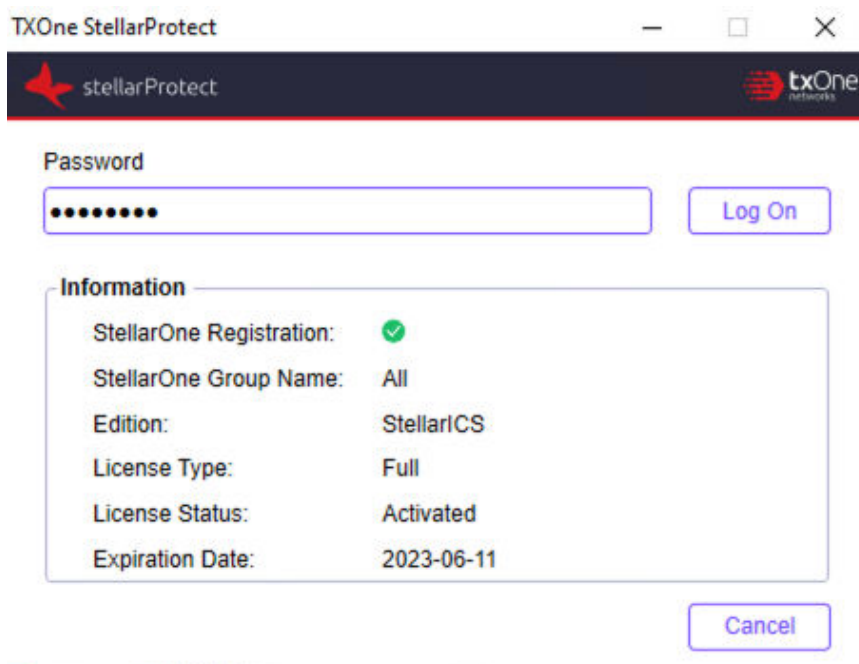 TXOne StellarProtect
stellarProtect
txOne
networks
Password
Log On
Information
StellarOne Registration:
StellarOne Group Name: All
Edition: StellarICS
License Type: Full
License Status: Activated
Expiration Date: 2023-06-11
Cancel